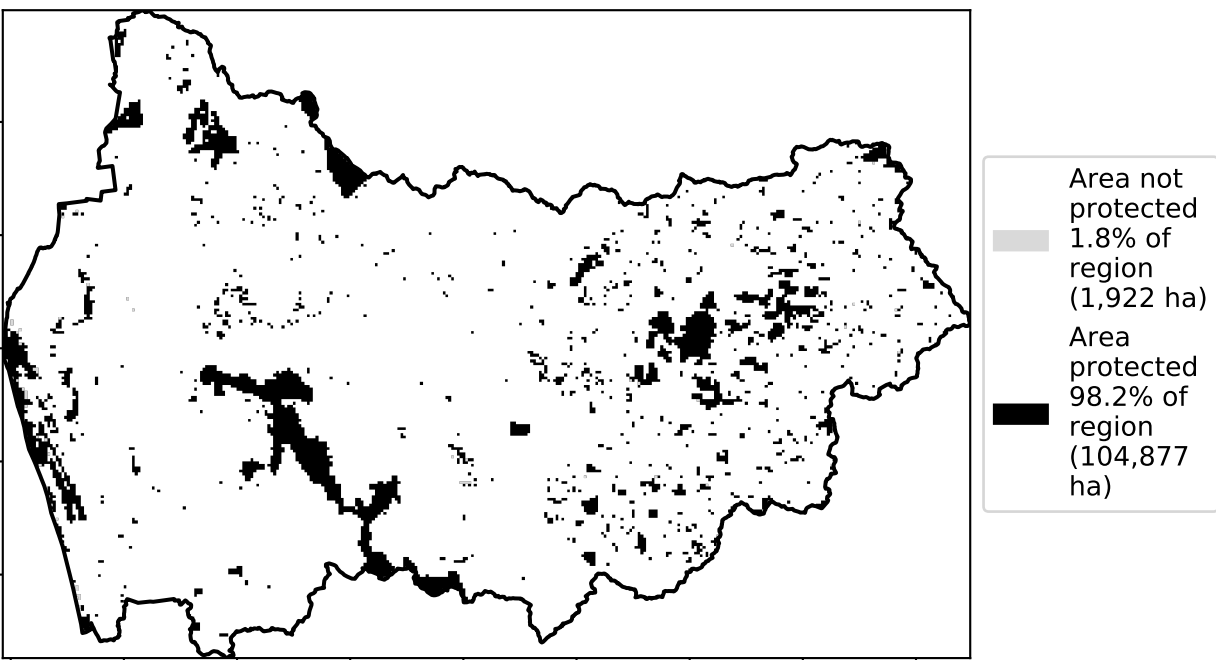 Area not
protected
1.8% of
region
(1,922 ha)
Area
protected
98.2% of
region
(104,877
ha)